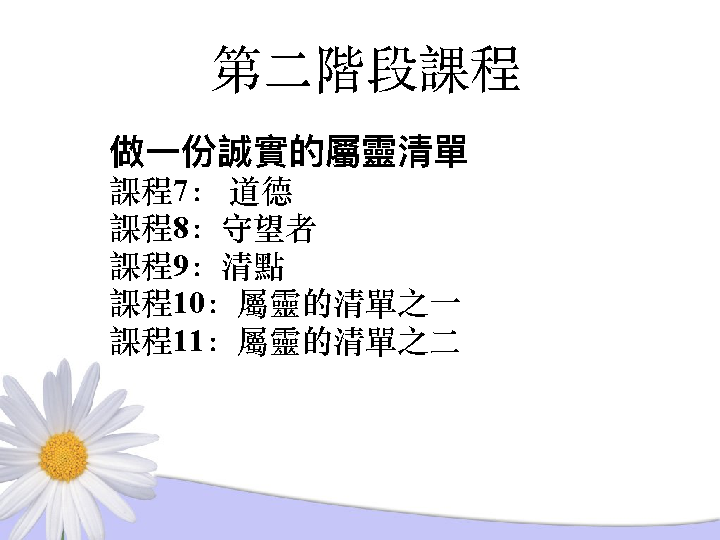 第二階段課程
做一份誠實的屬靈清單
課程7： 道德
課程8：守望者
課程9：清點
課程10：屬靈的清單之一
課程11：屬靈的清單之二